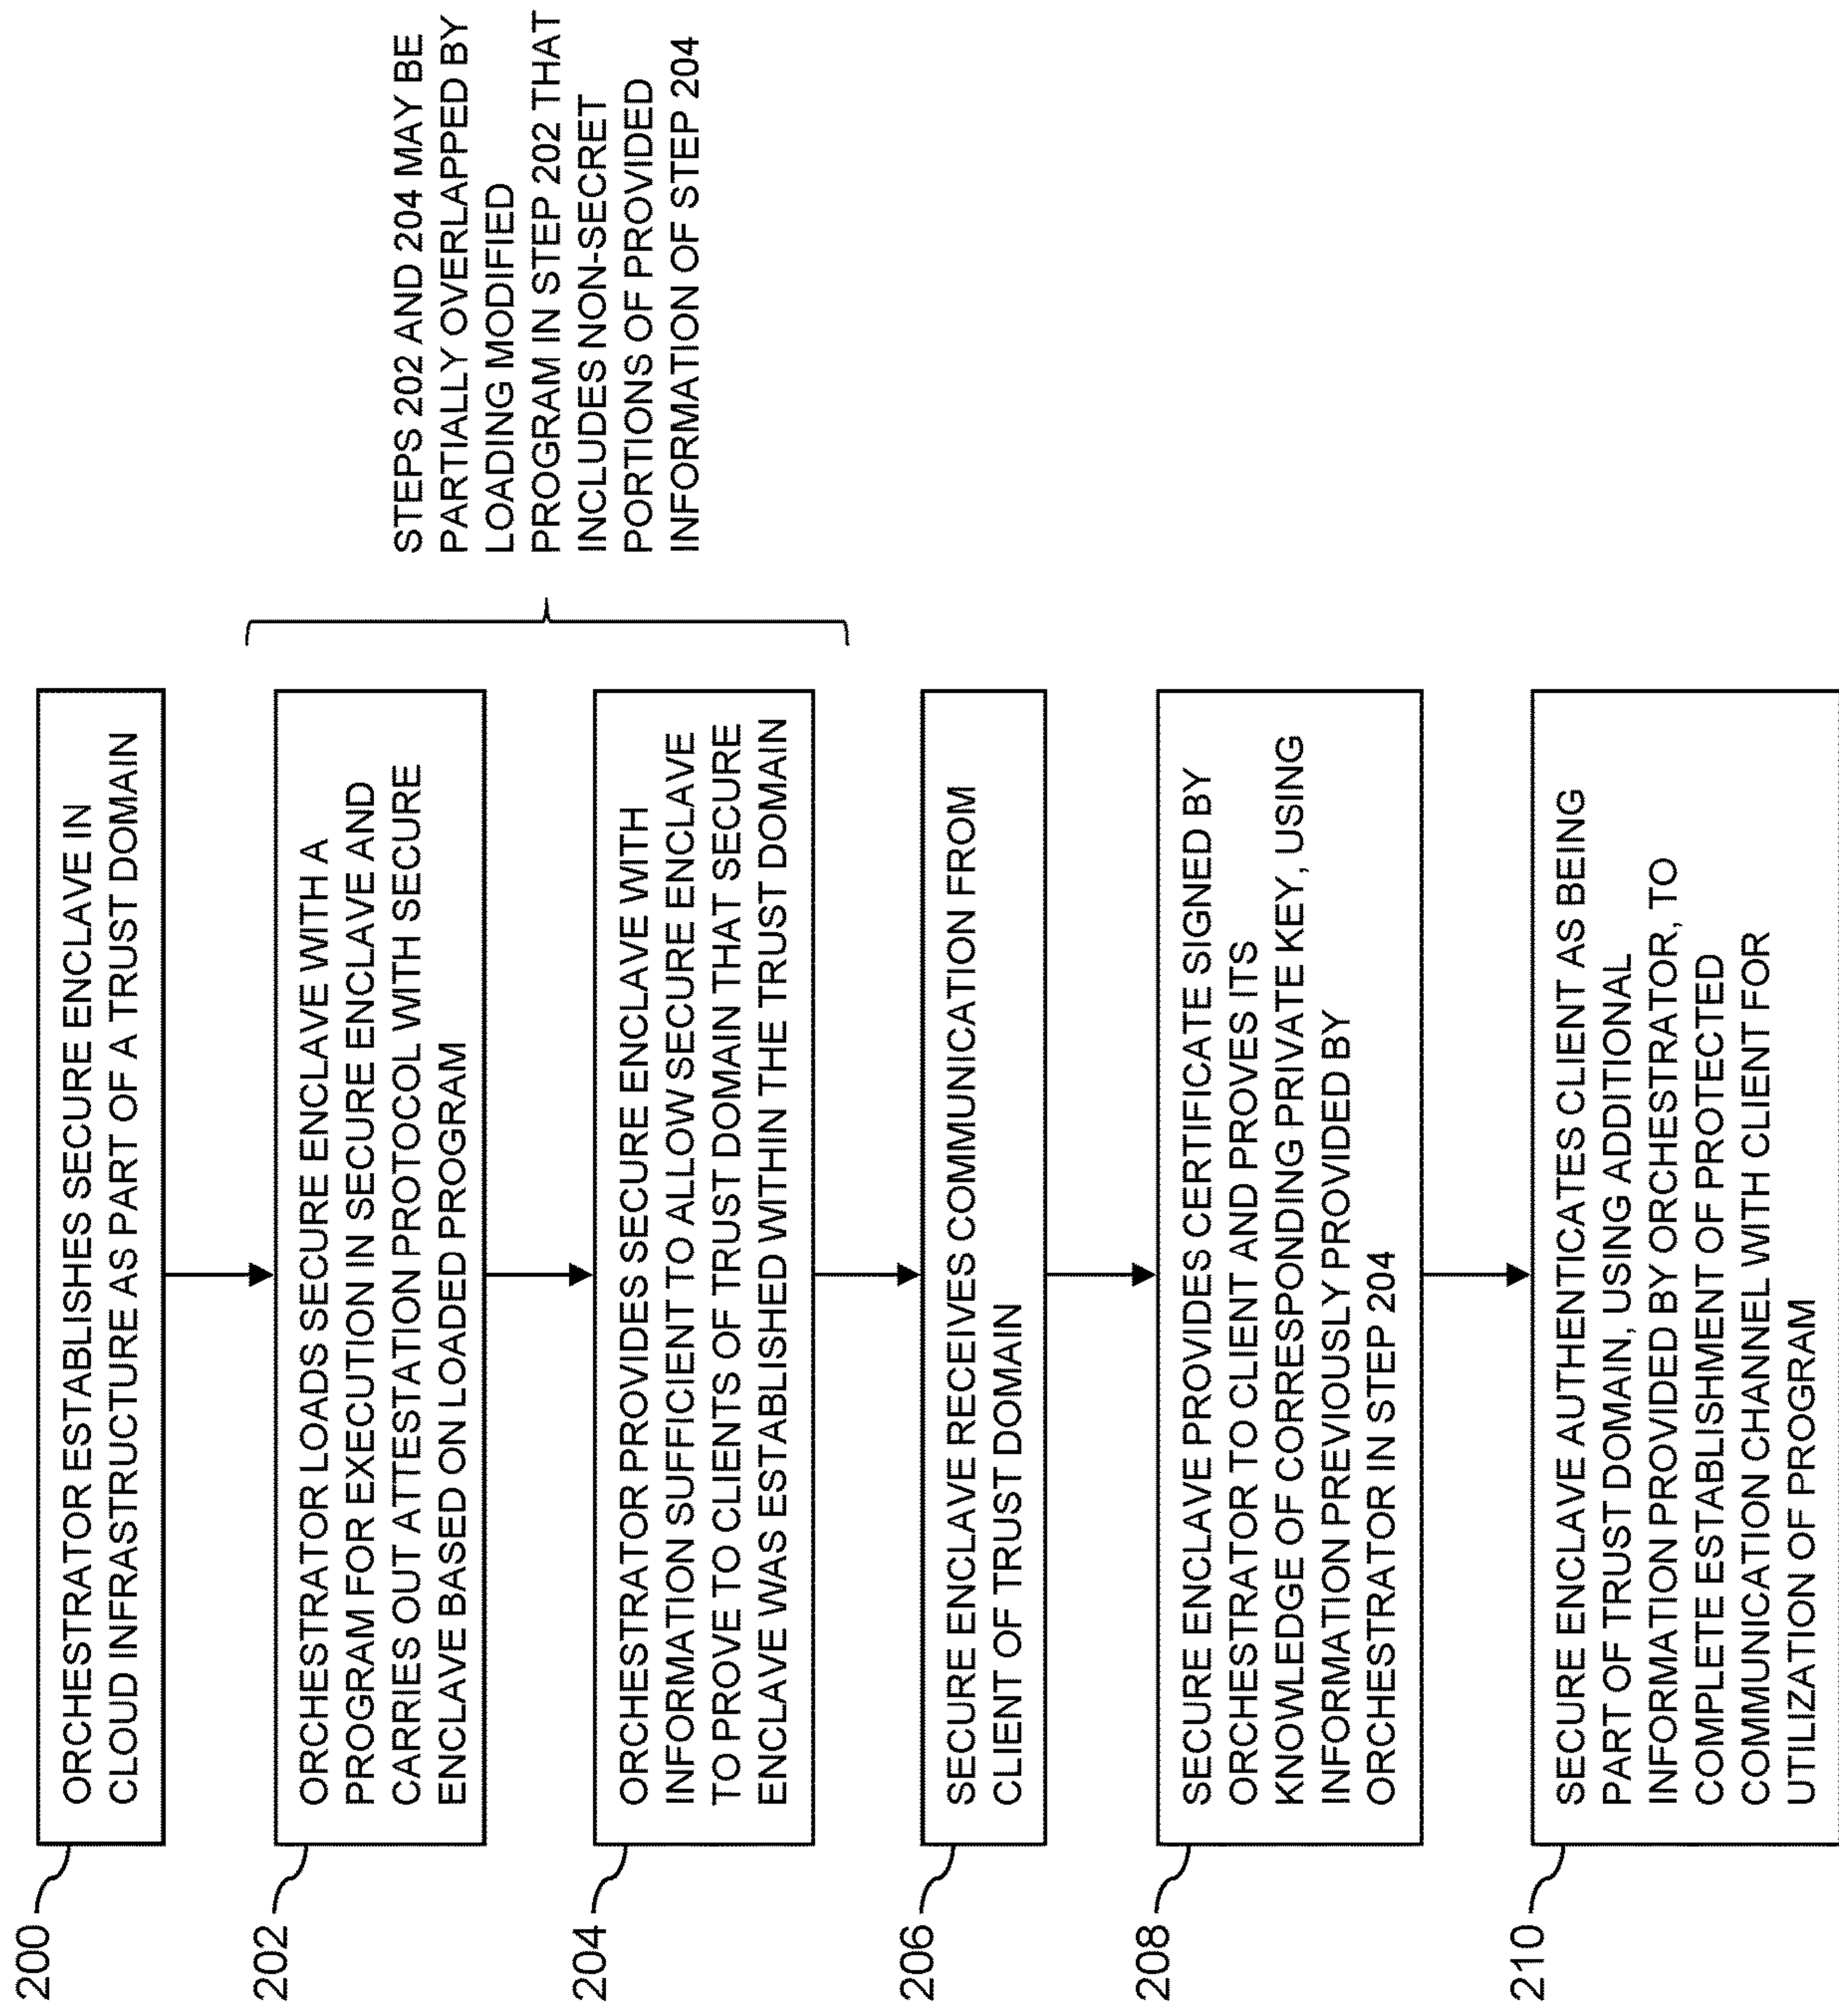 200
ORCHESTRATOR ESTABLISHES SECURE ENCLAVE IN
CLOUD INFRASTRUCTURE AS PART OF A TRUST DOMAIN
202
ORCHESTRATOR LOADS SECURE ENCLAVE WITH A
PROGRAM FOR EXECUTION IN SECURE ENCLAVE AND
CARRIES OUT ATTESTATION PROTOCOL WITH SECURE
ENCLAVE BASED ON LOADED PROGRAM
204
ORCHESTRATOR PROVIDES SECURE ENCLAVE WITH
INFORMATION SUFFICIENT TO ALLOW SECURE ENCLAVE
TO PROVE TO CLIENTS OF TRUST DOMAIN THAT SECURE
ENCLAVE WAS ESTABLISHED WITHIN THE TRUST DOMAIN
STEPS 202 AND 204 MAY BE
PARTIALLY OVERLAPPED BY
LOADING MODIFIED
PROGRAM IN STEP 202 THAT
INCLUDES NON-SECRET
PORTIONS OF PROVIDED
INFORMATION OF STEP 204
206
SECURE ENCLAVE RECEIVES COMMUNICATION FROM
CLIENT OF TRUST DOMAIN
208
SECURE ENCLAVE PROVIDES CERTIFICATE SIGNED BY
ORCHESTRATOR TO CLIENT AND PROVES ITS
KNOWLEDGE OF CORRESPONDING PRIVATE KEY, USING
INFORMATION PREVIOUSLY PROVIDED BY
ORCHESTRATOR IN STEP 204
210
SECURE ENCLAVE AUTHENTICATES CLIENT AS BEING
PART OF TRUST DOMAIN, USING ADDITIONAL
INFORMATION PROVIDED BY ORCHESTRATOR, TO
COMPLETE ESTABLISHMENT OF PROTECTED
COMMUNICATION CHANNEL WITH CLIENT FOR
UTILIZATION OF PROGRAM